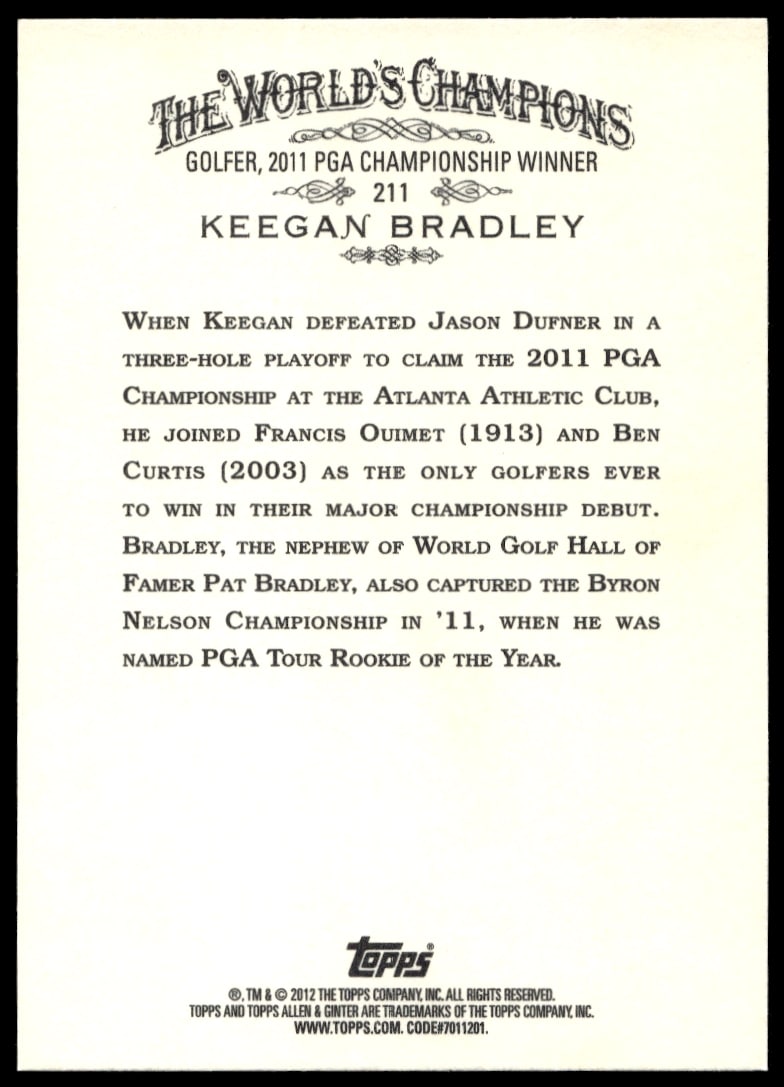 THE WORLD'S CHAMPIONS
GOLFER, 2011 PGA CHAMPIONSHIP WINNER
211
KEEGAN BRADLEY
WHEN KEEGAN DEFEATED JASON DUFNER IN A
THREE-HOLE PLAYOFF TO CLAIM THE 2011 PGA
CHAMPIONSHIP AT THE ATLANTA ATHLETIC CLUB,
HE JOINED FRANCIS OUIMET (1913) AND BEN
CURTIS (2003) AS THE ONLY GOLFERS EVER
TO WIN IN THEIR MAJOR CHAMPIONSHIP DEBUT.
BRADLEY, THE NEPHEW OF WORLD GOLF HALL OF
FAMER PAT BRADLEY, ALSO CAPTURED THE BYRON
NELSON CHAMPIONSHIP IN '11, WHEN HE WAS
NAMED PGA TOUR ROOKIE OF THE YEAR.
Topps®
®, TM & © 2012 THE TOPPS COMPANY, INC. ALL RIGHTS RESERVED.
TOPPS AND TOPPS ALLEN & GINTER ARE TRADEMARKS OF THE TOPPS COMPANY, INC.
WWW.TOPPS.COM. CODE#7011201.